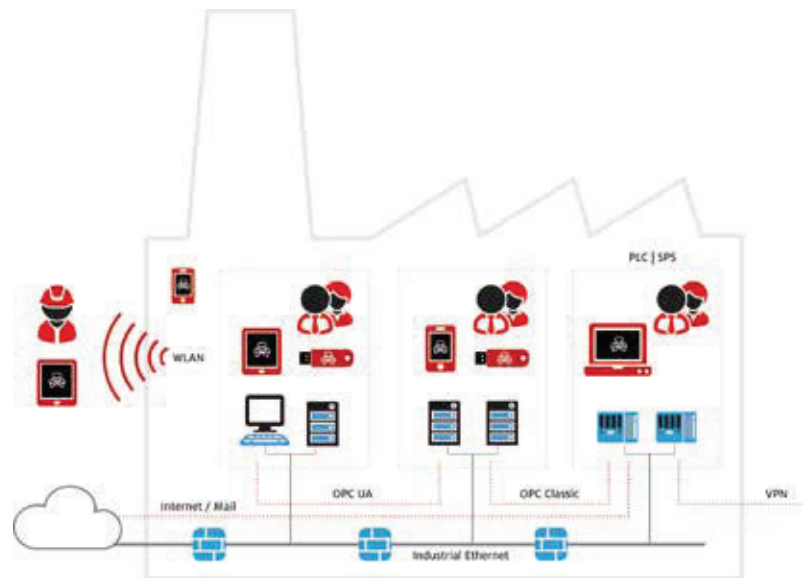 PLC | SPS
WLAN
OPC UA
OPC Classic
VPN
Internet / Mail
Industrial Ethernet